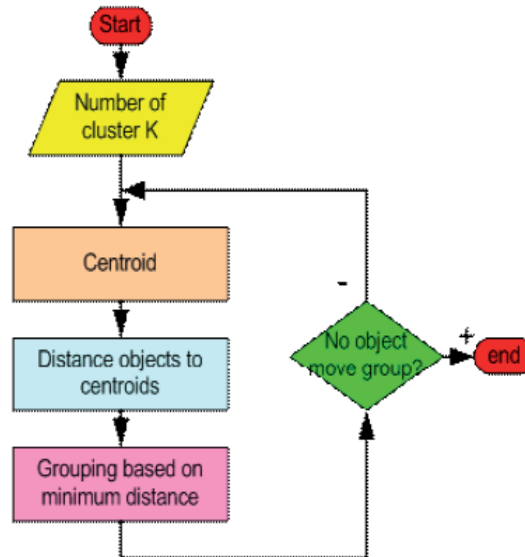 Start
Number of
cluster K
Centroid
Distance objects to
centroids
Grouping based on
minimum distance
-
No object
move group?
+
end